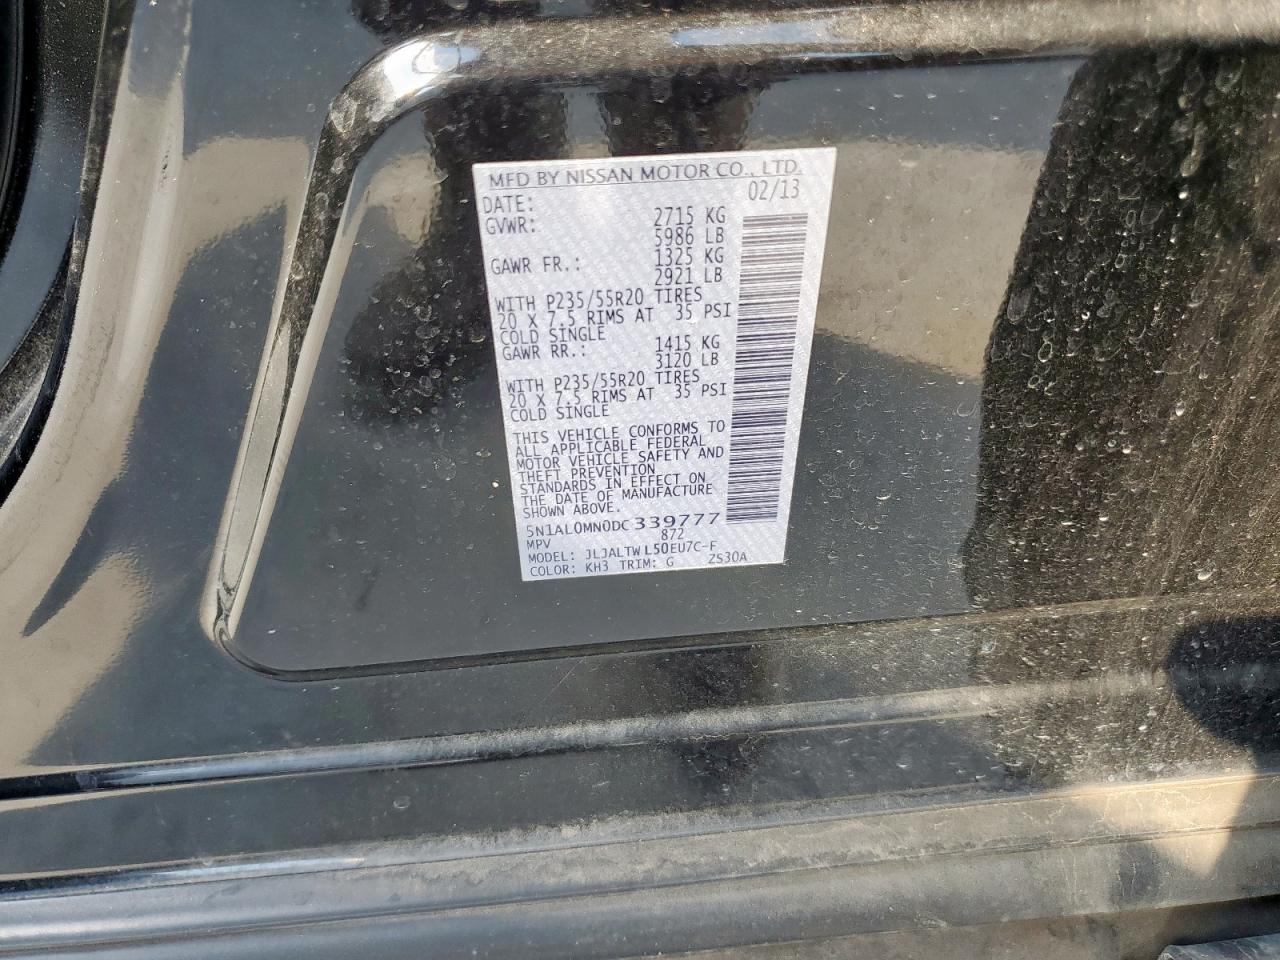 MFD BY NISSAN MOTOR CO., LTD.
DATE: 02/13
GVWR: 2715 KG
5986 LB
GAWR FR.: 1325 KG
2921 LB
WITH P235/55R20 TIRES
20 X 7.5 RIMS AT 35 PSI
COLD SINGLE
GAWR RR.: 1415 KG
3120 LB
WITH P235/55R20 TIRES
20 X 7.5 RIMS AT 35 PSI
COLD SINGLE
THIS VEHICLE CONFORMS TO
ALL APPLICABLE FEDERAL
MOTOR VEHICLE SAFETY AND
THEFT PREVENTION
STANDARDS IN EFFECT ON
THE DATE OF MANUFACTURE
SHOWN ABOVE.
5N1AL0MN0DC339777
MPV 872
MODEL: JLJALTWL50EU7C-F
COLOR: KH3 TRIM: G ZS30A